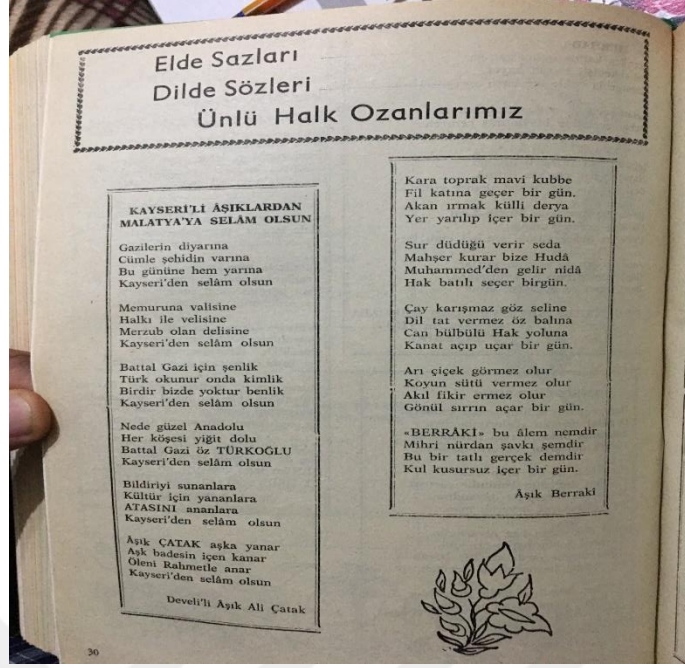 Elde Sazları
Dilde Sözleri
Ünlü Halk Ozanlarımız
KAYSERİ'Lİ ÂŞIKLARDAN
MALATYA'YA SELÂM OLSUN
Gazilerin diyarına
Cümle şehidin varına
Bu gününe hem yarına
Kayseri'den selâm olsun
Memuruna valisine
Halkı ile velisine
Merzub olan delisine
Kayseri'den selâm olsun
Battal Gazi için şenlik
Türk okunur onda kimlik
Birdir bizde yoktur benlik
Kayseri'den selâm olsun
Nede güzel Anadolu
Her köşesi yiğit dolu
Battal Gazi öz TÜRKOĞLU
Kayseri'den selâm olsun
Bildiriyi sunanlara
Kültür için yananlara
ATASINI ananlara
Kayseri'den selâm olsun
Âşık ÇATAK aşka yanar
Aşk badesin içen kanar
Öleni Rahmetle anar
Kayseri'den selâm olsun
Develi'li Âşık Ali Çatak
Kara toprak mavi kubbe
Fil katına geçer bir gün.
Akan ırmak külli derya
Yer yarılıp içer bir gün.
Sur düdüğü verir seda
Mahşer kurar bize Hudâ
Muhammed'den gelir nidâ
Hak batılı seçer birgün.
Çay karışmaz göz seline
Dil tat vermez öz balına
Can bülbülü Hak yoluna
Kanat açıp uçar bir gün.
Arı çiçek görmez olur
Koyun sütü vermez olur
Akıl fikir ermez olur
Gönül sırrın açar bir gün.
«BERRÂKİ» bu âlem nemdir
Mihri nûrdan şavkı şemdir
Bu bir tatlı gerçek demdir
Kul kusursuz içer bir gün.
Âşık Berraki
30